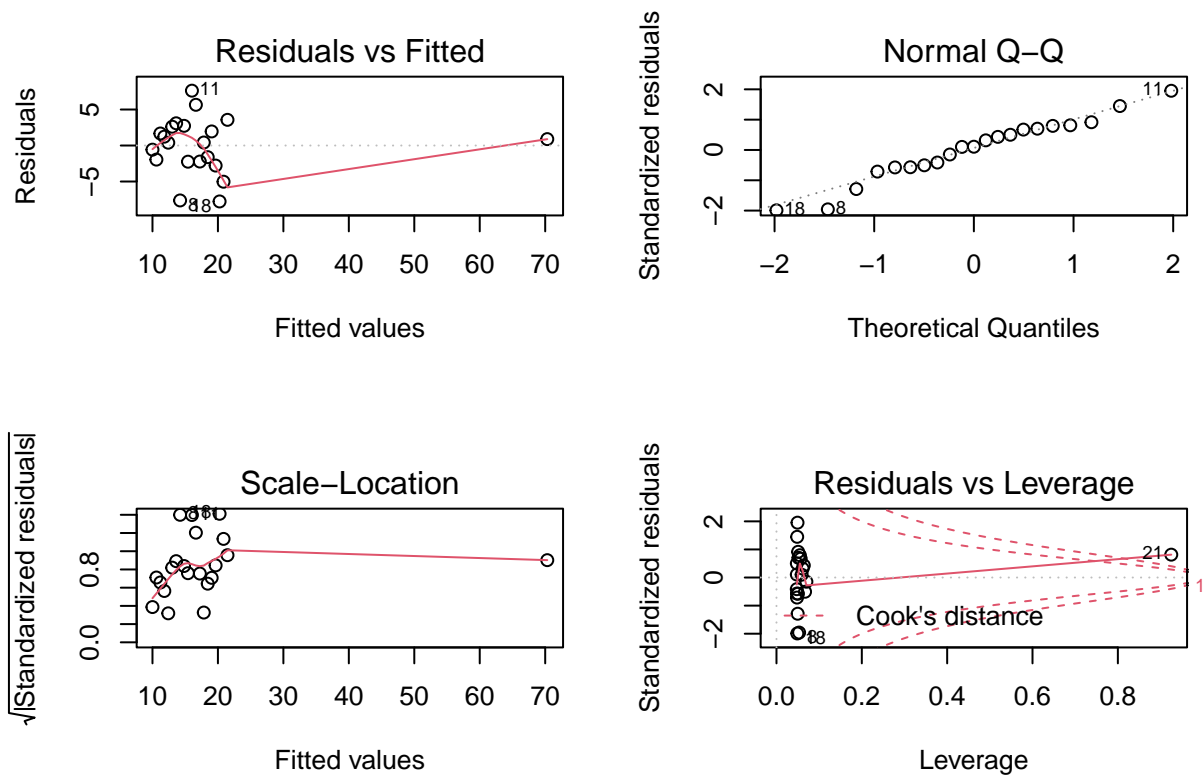 Residuals vs Fitted
Residuals
5
−5
11
8
18
10 20 30 40 50 60 70
Fitted values
Normal Q−Q
Standardized residuals
2
0
−2
11
18
8
−2 −1 0 1 2
Theoretical Quantiles
Scale−Location
√|Standardized residuals|
0.8
0.0
10 20 30 40 50 60 70
Fitted values
Residuals vs Leverage
Standardized residuals
2
0
−2
21
1
Cook's distance
18
0.0 0.2 0.4 0.6 0.8
Leverage